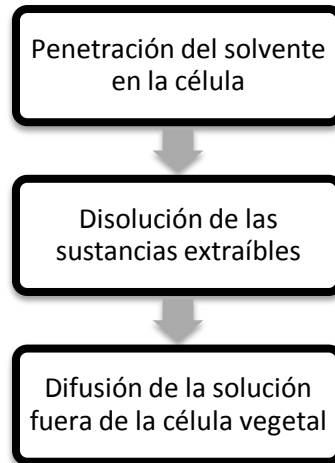 Penetración del solvente
en la célula
Disolución de las
sustancias extraíbles
Difusión de la solución
fuera de la célula vegetal